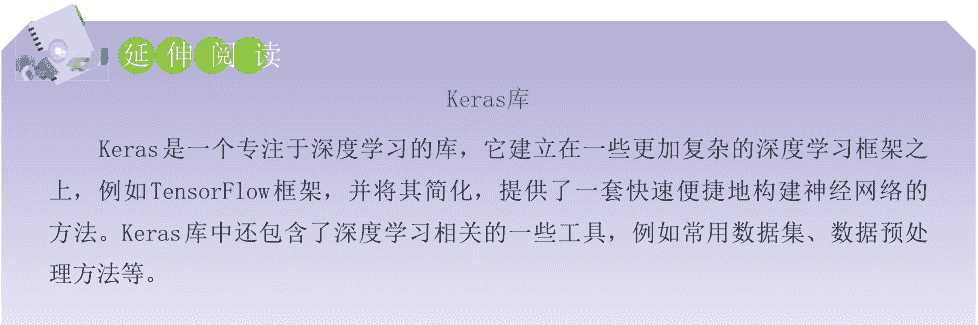 延伸阅读
Keras库
Keras是一个专注于深度学习的库，它建立在一些更加复杂的深度学习框架之
上，例如TensorFlow框架，并将其简化，提供了一套快速便捷地构建神经网络的
方法。Keras库中还包含了深度学习相关的一些工具，例如常用数据集、数据预处
理方法等。